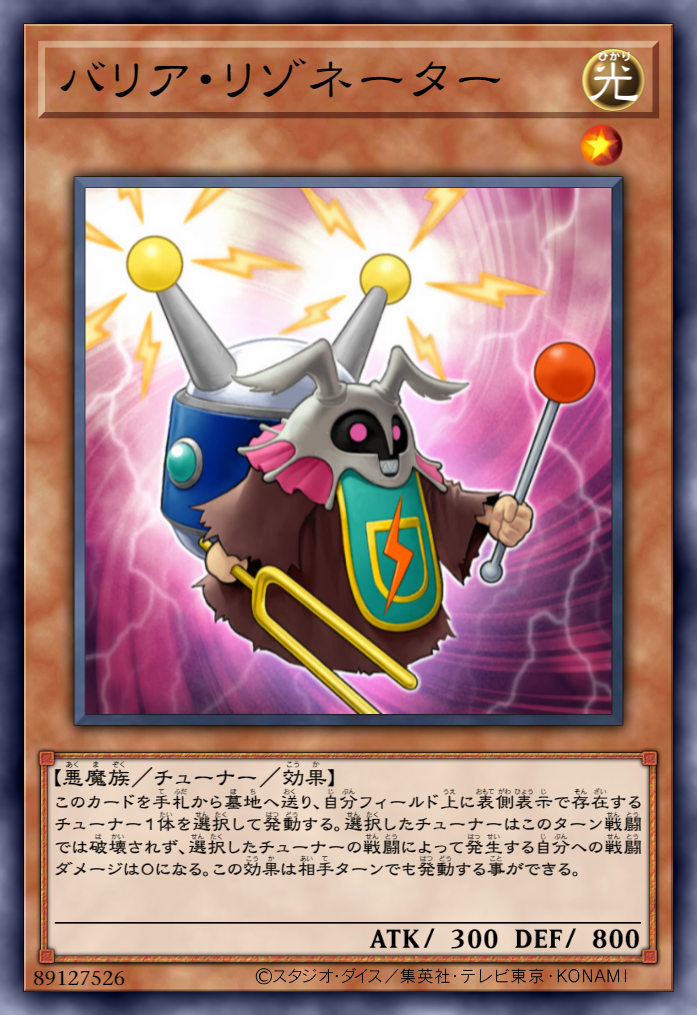 バリア・リゾネーター
ひかり
光
【悪魔族／チューナー／効果】
このカードを手札から墓地へ送り、自分フィールド上に表側表示で存在する
チューナー１体を選択して発動する。選択したチューナーはこのターン戦闘
では破壊されず、選択したチューナーの戦闘によって発生する自分への戦闘
ダメージは０になる。この効果は相手ターンでも発動する事ができる。
ATK/ 300 DEF/ 800
89127526 ©スタジオ・ダイス／集英社・テレビ東京・KONAMI